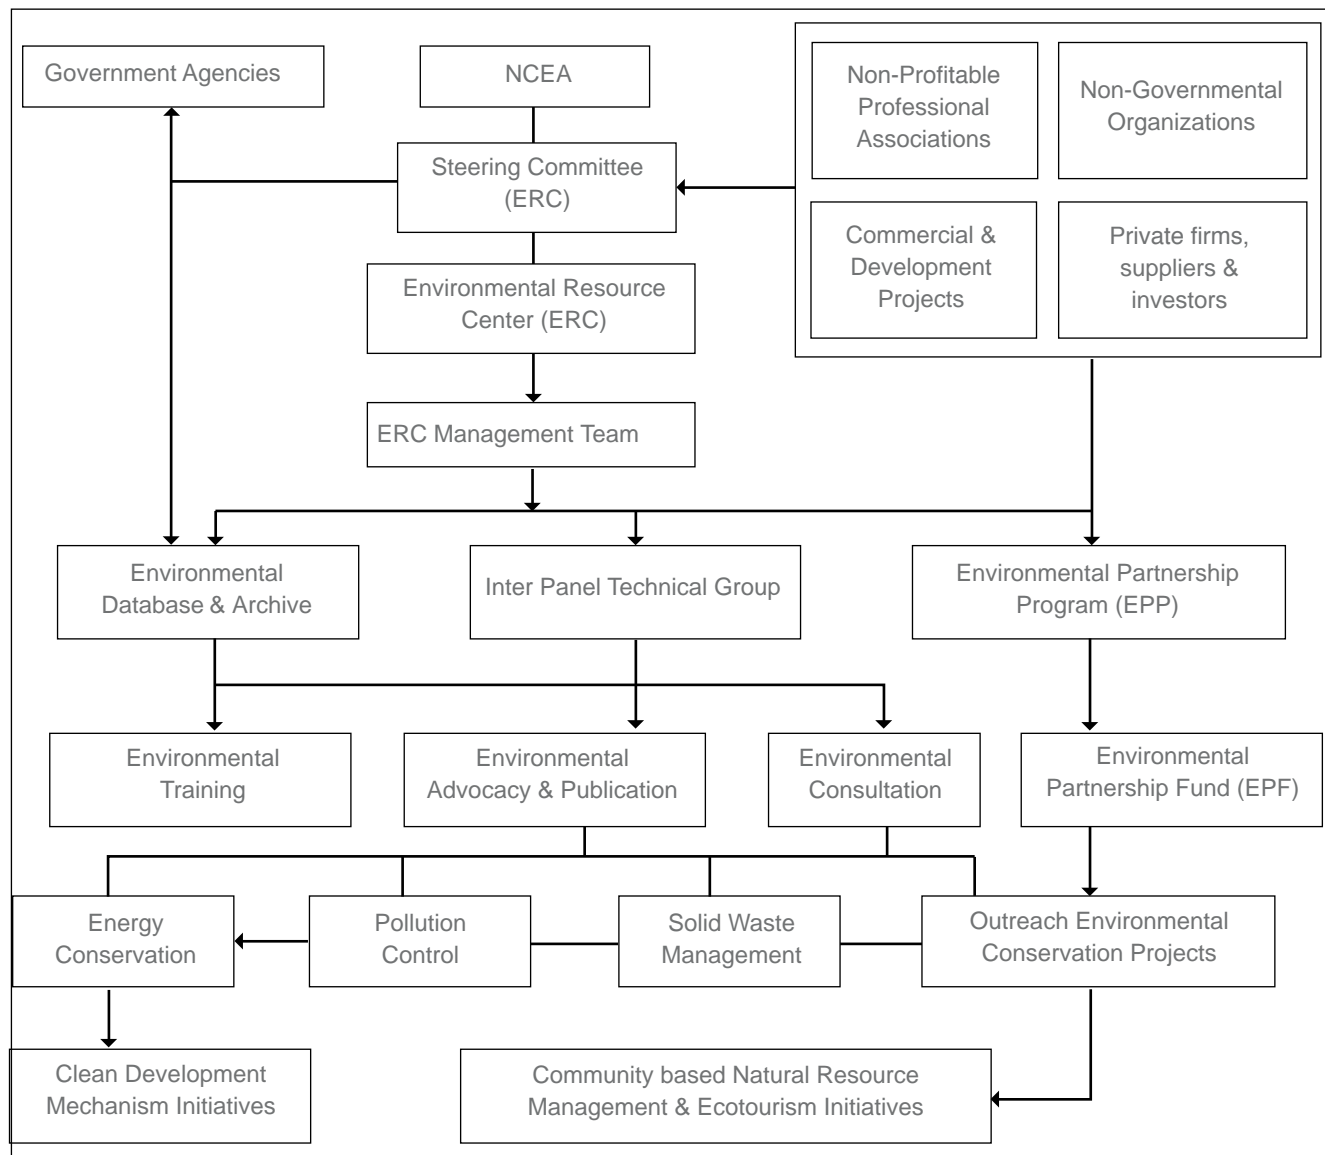 Government Agencies
NCEA
Non-Profitable
Professional
Associations
Non-Governmental
Organizations
Steering Committee
(ERC)
Commercial &
Development
Projects
Private firms,
suppliers &
investors
Environmental Resource
Center (ERC)
ERC Management Team
Environmental
Database & Archive
Inter Panel Technical Group
Environmental Partnership
Program (EPP)
Environmental
Training
Environmental
Advocacy & Publication
Environmental
Consultation
Environmental
Partnership Fund (EPF)
Energy
Conservation
Pollution
Control
Solid Waste
Management
Outreach Environmental
Conservation Projects
Clean Development
Mechanism Initiatives
Community based Natural Resource
Management & Ecotourism Initiatives